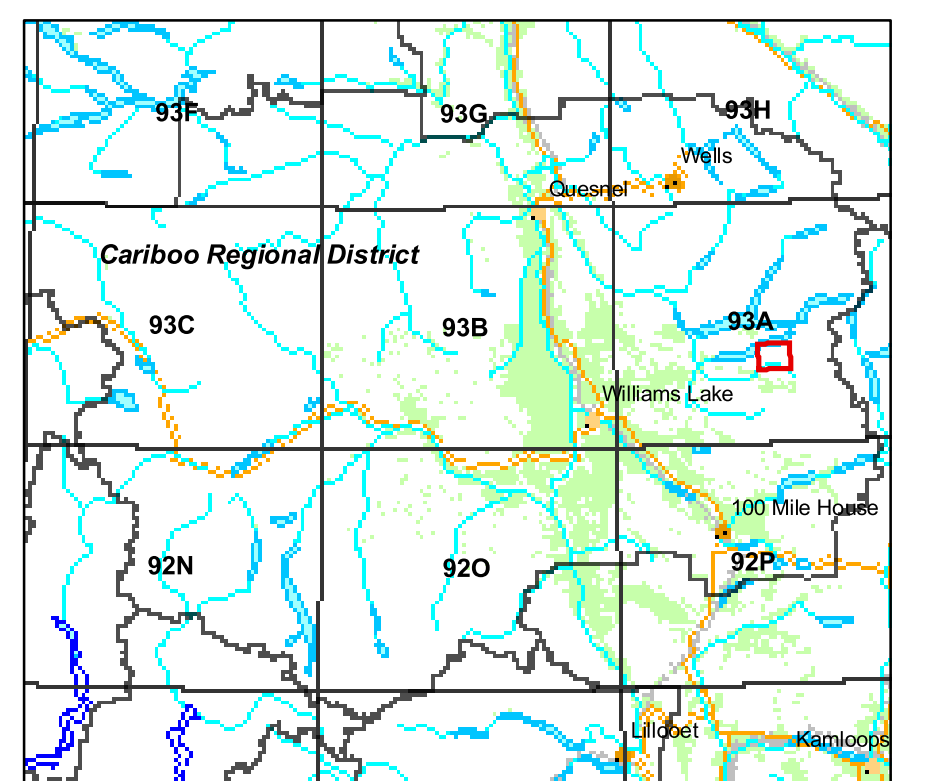 93F
93G
93H
Wells
Quesnel
Cariboo Regional District
93C
93B
93A
Williams Lake
100 Mile House
92N
92O
92P
Lillooet
Kamloops